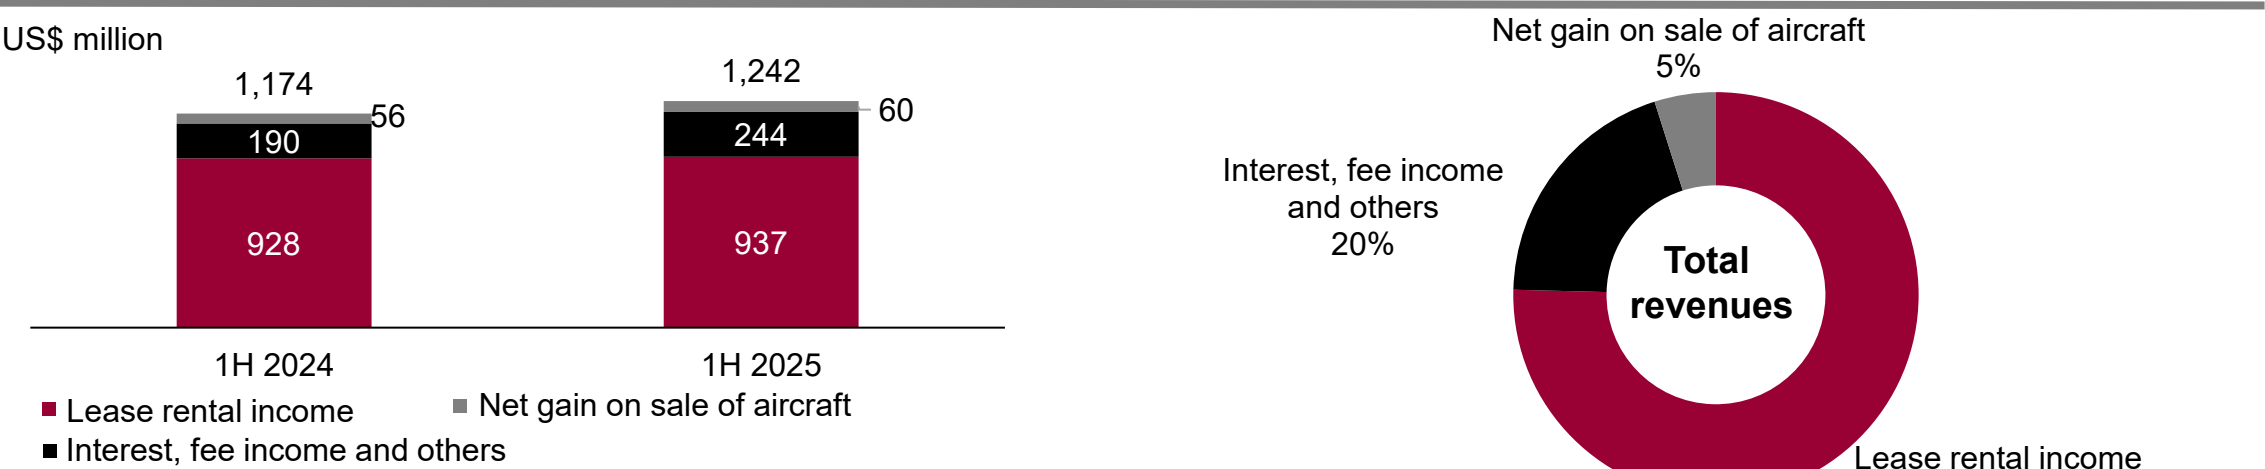 US$ million
1,174
56
190
928
1,242
60
244
937
1H 2024
1H 2025
Lease rental income
Net gain on sale of aircraft
Interest, fee income and others
Net gain on sale of aircraft
5%
Interest, fee income
and others
20%
Total
revenues
Lease rental income